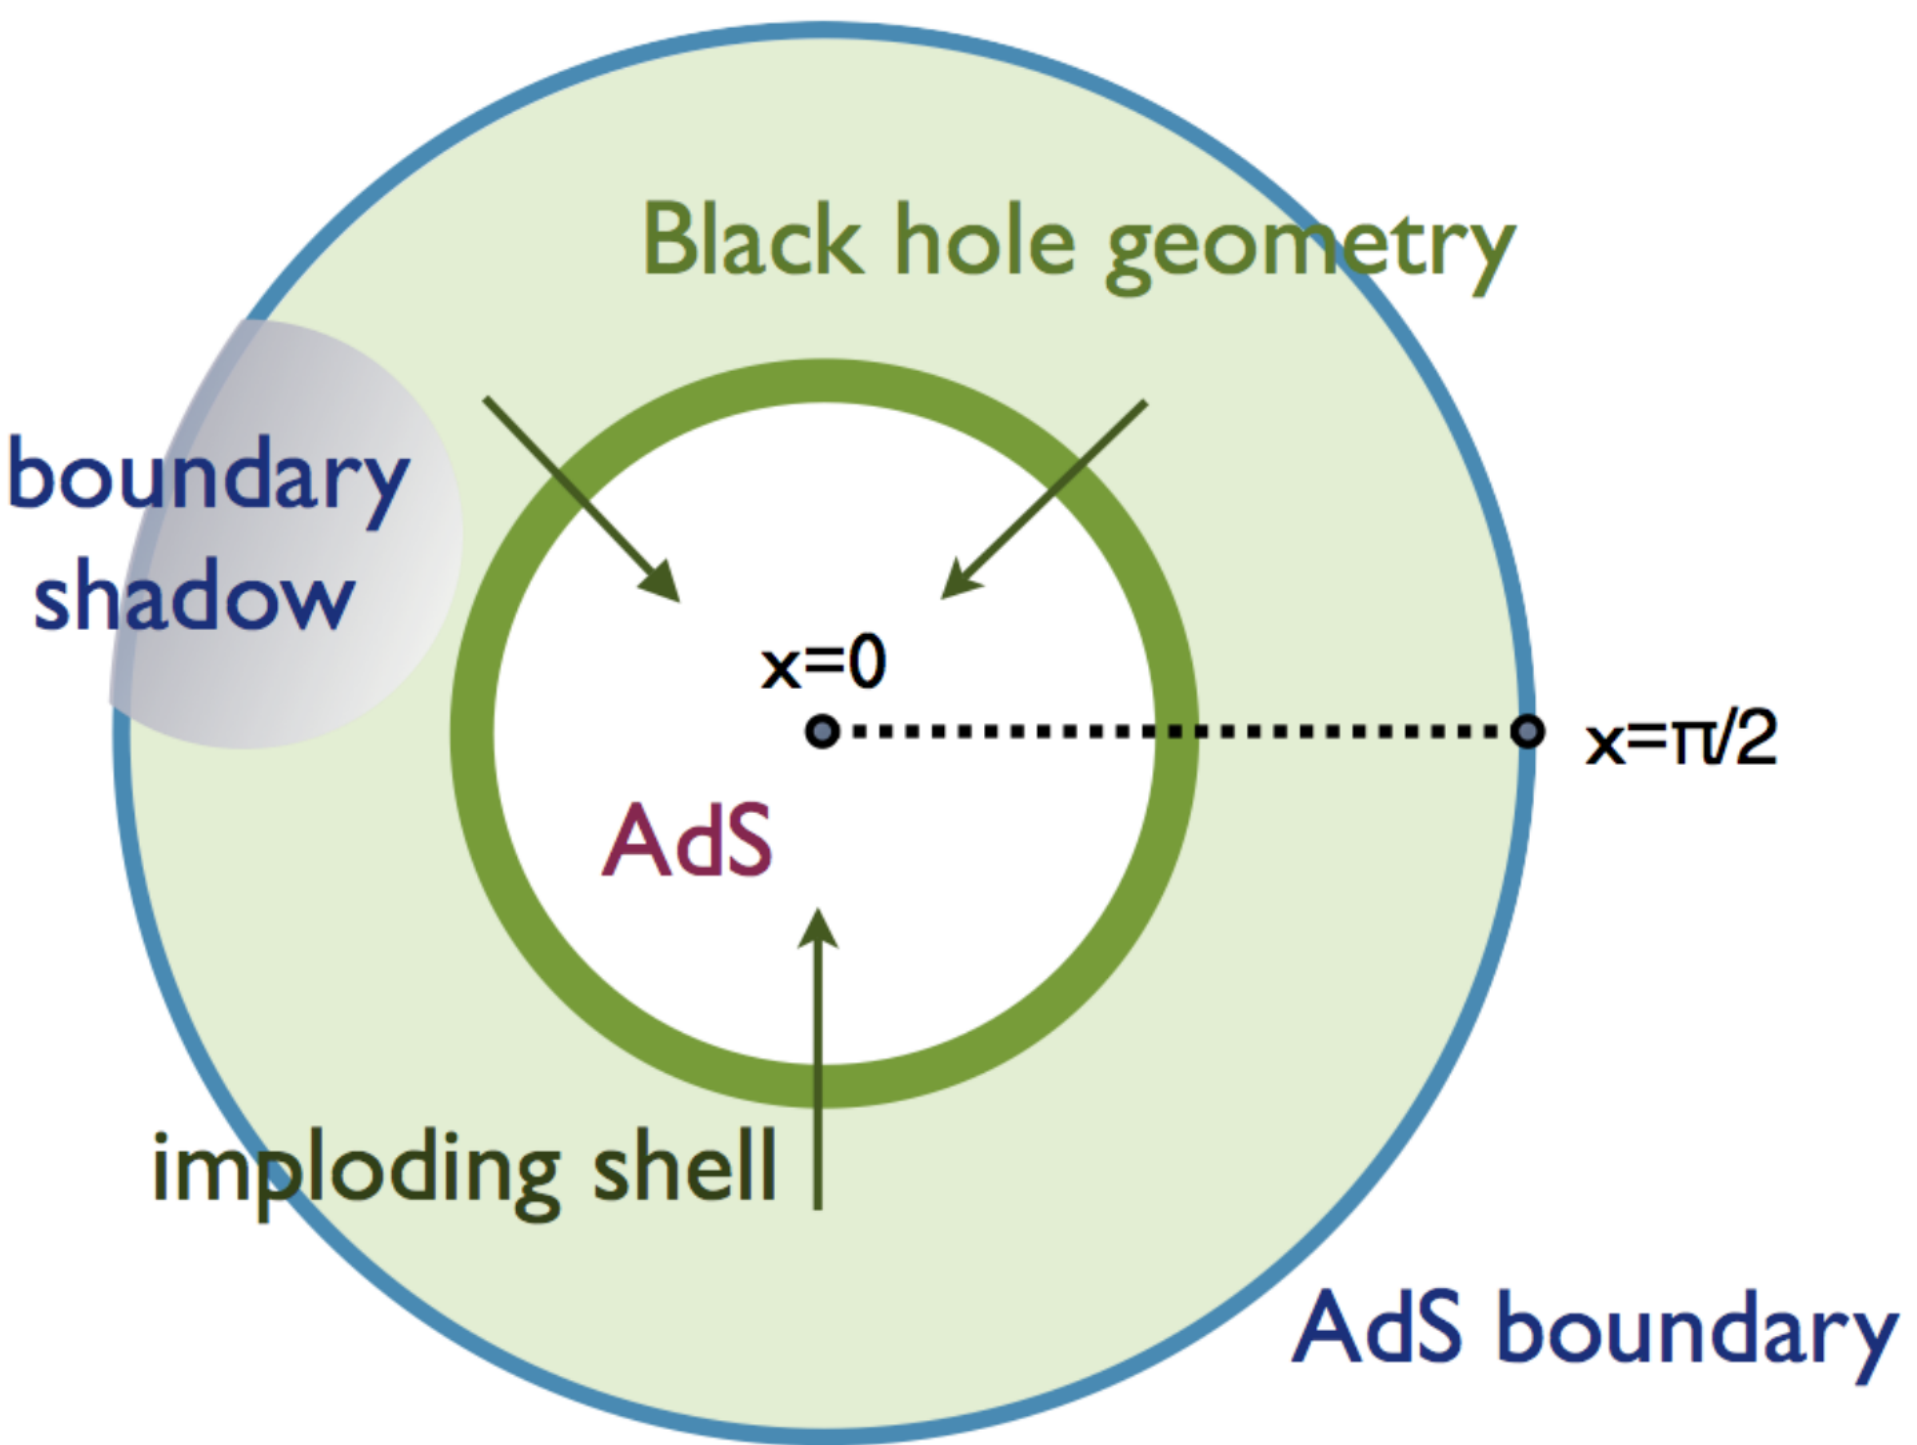 Black hole geometry
boundary
shadow
x=0
x=π/2
AdS
imploding shell
AdS boundary